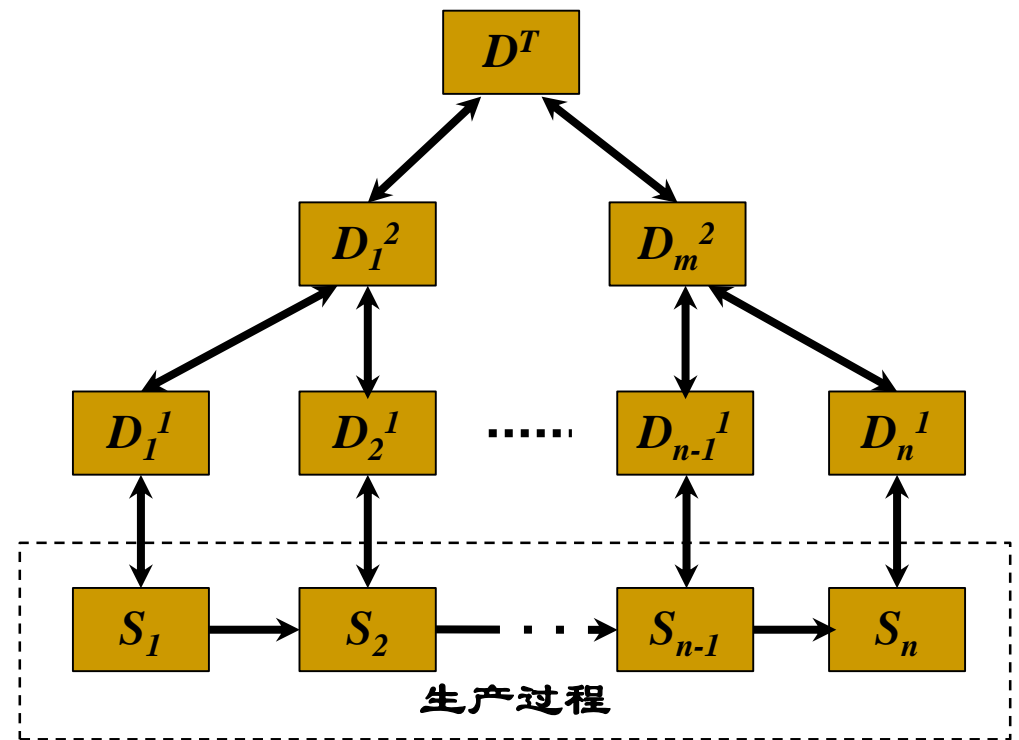 D^T
D_1^2 D_m^2
D_1^1 D_2^1 ...... D_{n-1}^1 D_n^1
S_1 S_2 . . . S_{n-1} S_n
生产过程